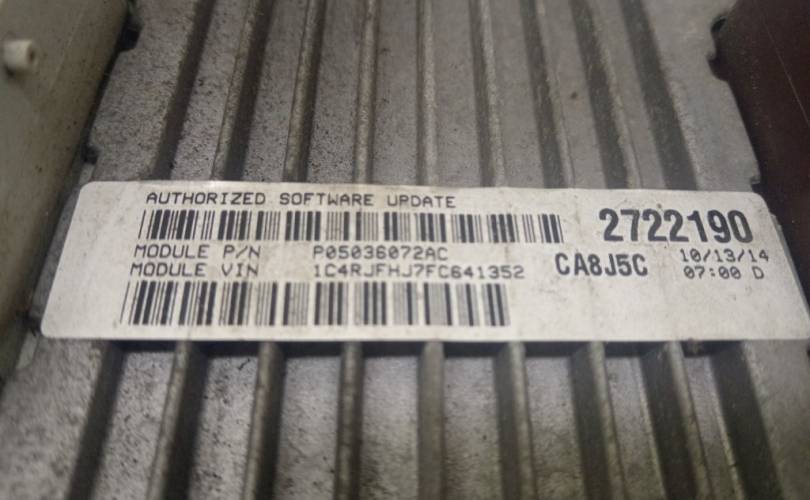 AUTHORIZED SOFTWARE UPDATE
2722190
MODULE P/N P05036072AC
MODULE VIN 1C4RJFHJ7FC641352
CA8J5C
10/13/14
07:00 D